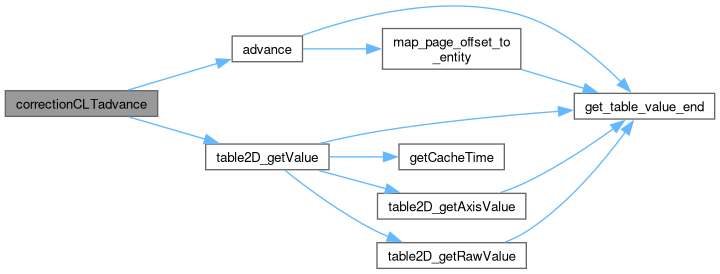 correctionCLTadvance
advance
map_page_offset_to
_entity
get_table_value_end
table2D_getValue
getCacheTime
table2D_getAxisValue
table2D_getRawValue